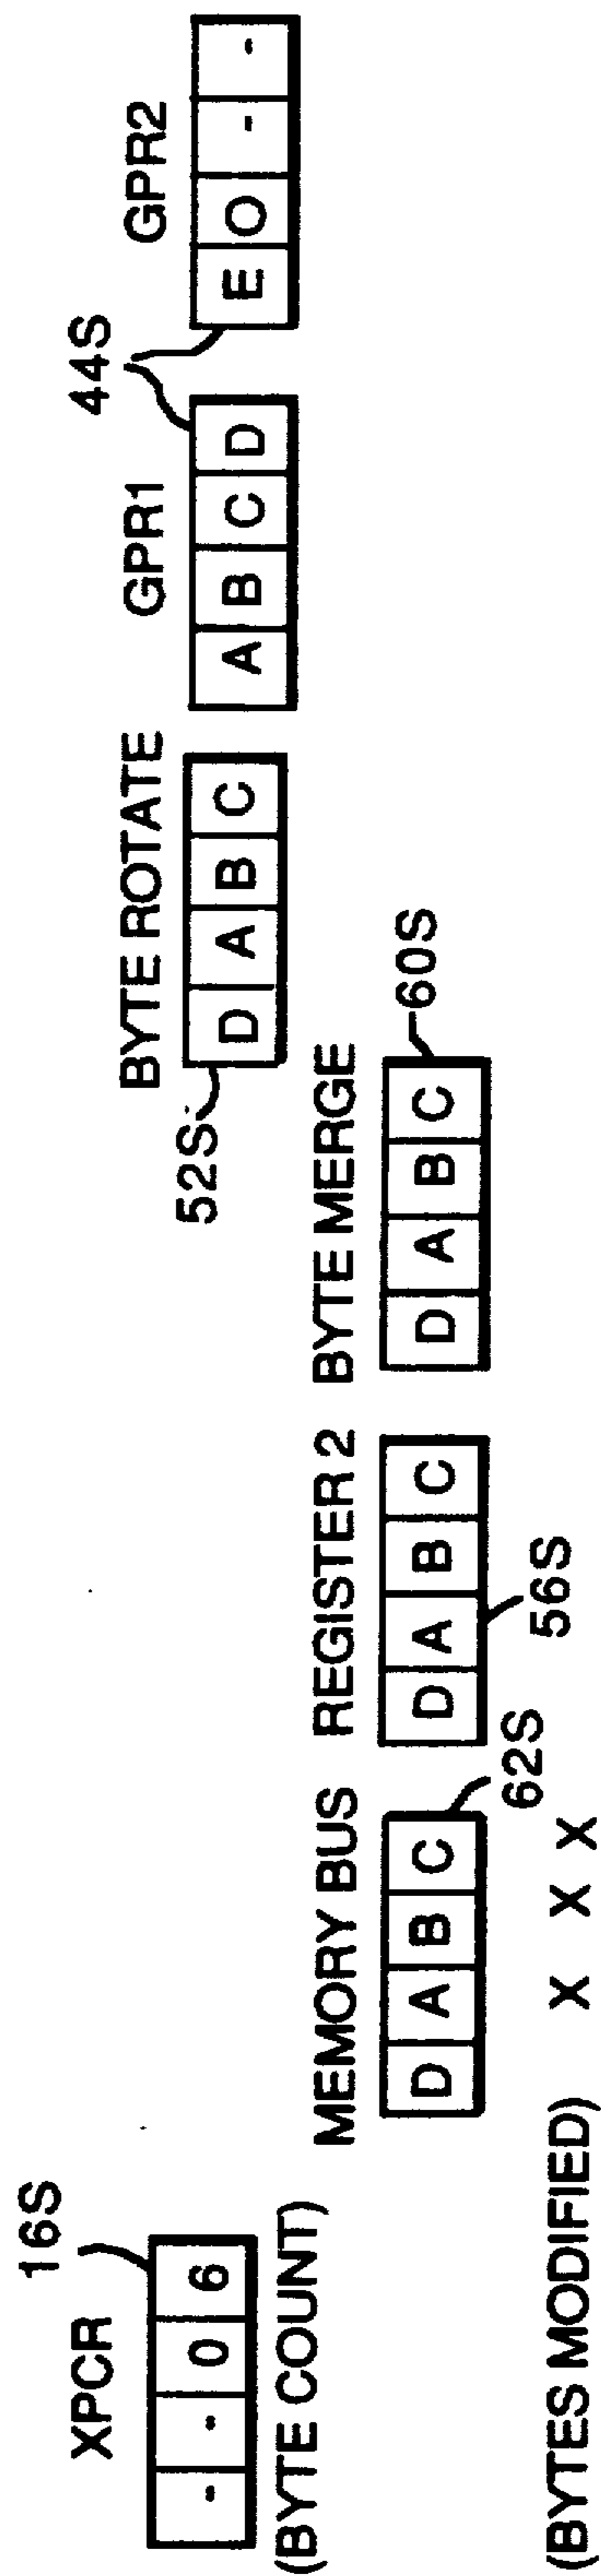 16S
XPCR
44S
BYTE ROTATE
GPR1
GPR2
- - 0 6
52S
D A B C
A B C D
E O - -
(BYTE COUNT)
MEMORY BUS
REGISTER 2
BYTE MERGE
60S
D A B C
D A B C
D A B C
62S
56S
(BYTES MODIFIED) X X X